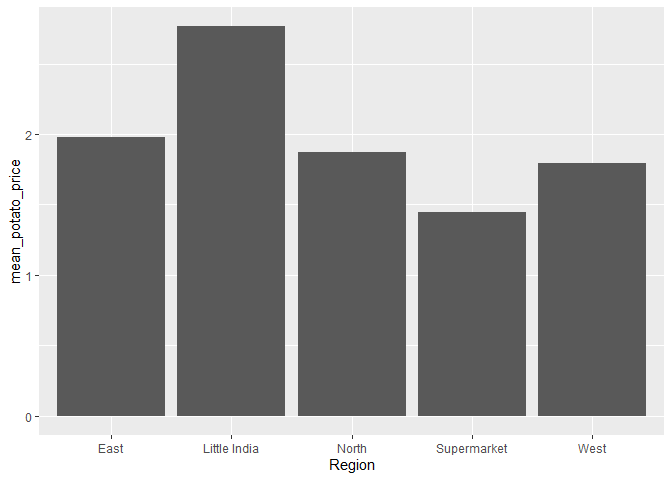 mean_potato_price
2
1
0
East Little India North Supermarket West
Region